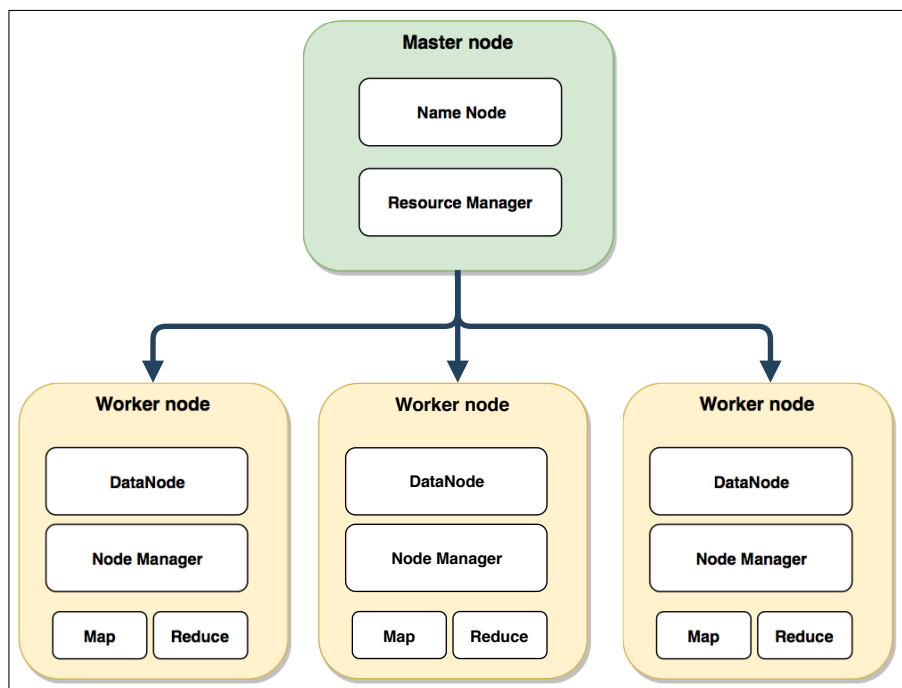 Master node
Name Node
Resource Manager
Worker node
Worker node
Worker node
DataNode
DataNode
DataNode
Node Manager
Node Manager
Node Manager
Map
Reduce
Map
Reduce
Map
Reduce